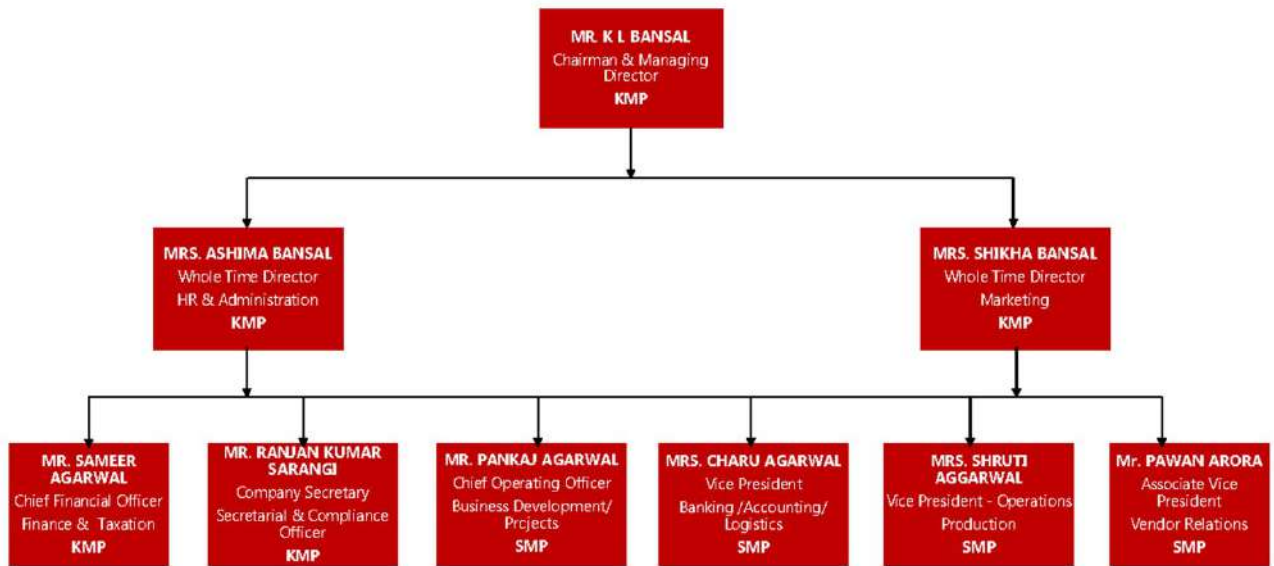 MR. K L BANSAL
Chairman & Managing
Director
KMP
MRS. ASHIMA BANSAL
Whole Time Director
HR & Administration
KMP
MRS. SHIKHA BANSAL
Whole Time Director
Marketing
KMP
MR. SAMEER
AGARWAL
Chief Financial Officer
Finance & Taxation
KMP
MR. RANJAN KUMAR
SARANGI
Company Secretary
Secretarial & Compliance
Officer
KMP
MR. PANKAJ AGARWAL
Chief Operating Officer
Business Development/
Projects
SMP
MRS. CHARU AGARWAL
Vice President
Banking /Accounting/
Logistics
SMP
MRS. SHRUTI
AGGARWAL
Vice President - Operations
Production
SMP
Mr. PAWAN ARORA
Associate Vice
President
Vendor Relations
SMP